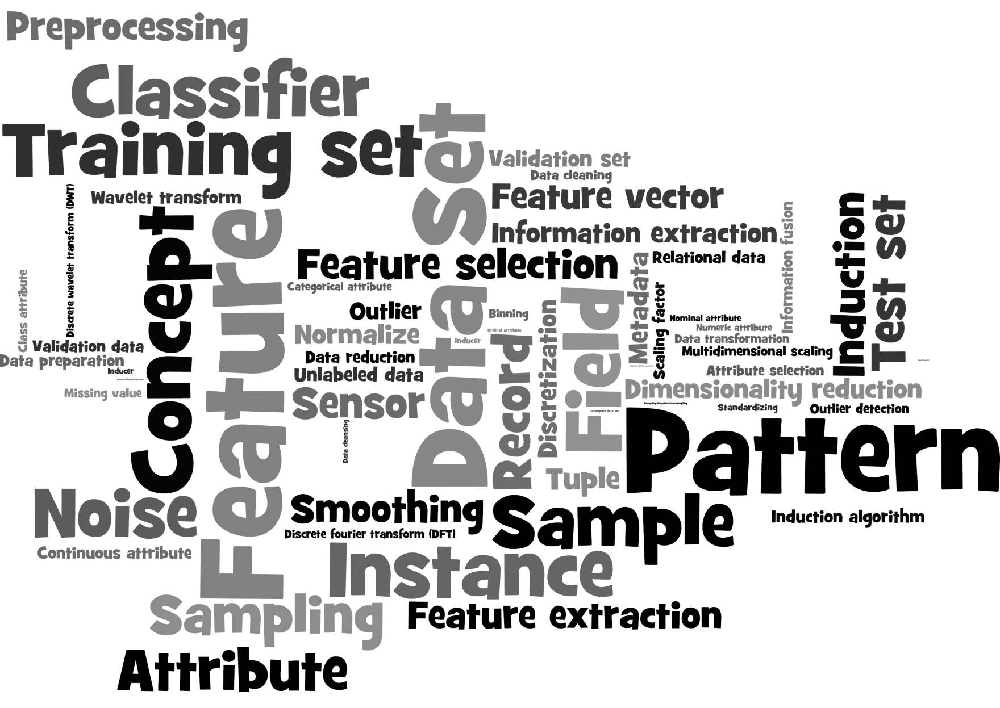 Preprocessing
Classifier
Training set
Data set
Validation set
Data cleaning
Feature vector
Wavelet transform
Discrete wavelet transform (DWT)
Concept
Feature
Information extraction
Information fusion
Induction
Test set
Feature selection
Relational data
Metadata
Categorical attribute
Class attribute
Outlier
Binning
Discretization
Field
Scaling factor
Nominal attribute
Numeric attribute
Normalize
Ordinal attribute
Inducer
Record
Data transformation
Validation data
Multidimensional scaling
Data preparation
Data reduction
Inducer
Unlabeled data
Attribute selection
Missing value
Sensor
Dimensionality reduction
Sampling-importance-resampling
Standardizing
Outlier detection
Incomplete data set
Data cleansing
Pattern
Tuple
Noise
Smoothing
Sample
Induction algorithm
Discrete fourier transform (DFT)
Continuous attribute
Instance
Sampling
Feature extraction
Attribute